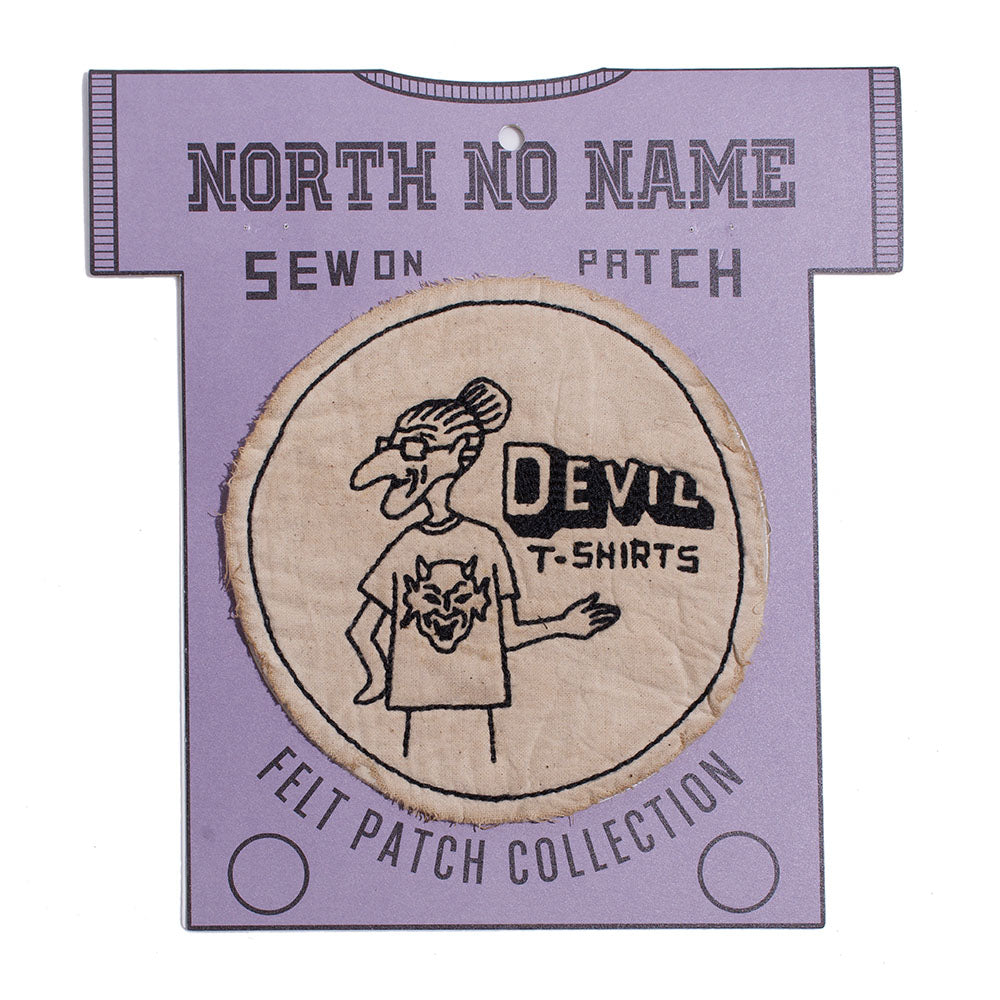 NORTH NO NAME
SEW ON PATCH
DEVIL
T-SHIRTS
FELT PATCH COLLECTION